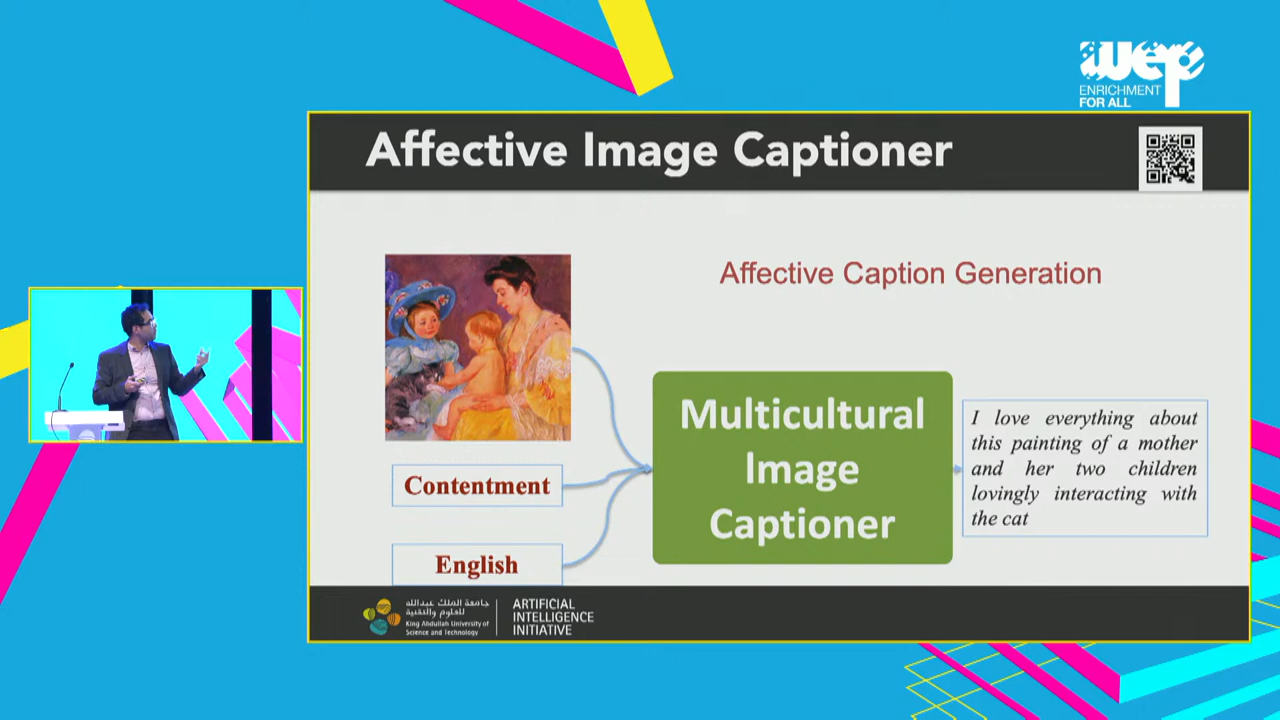 wep
ENRICHMENT
FOR ALL
Affective Image Captioner
Affective Caption Generation
Contentment
English
Multicultural
Image
Captioner
I love everything about
this painting of a mother
and her two children
lovingly interacting with
the cat
جامعة الملك عبدالله
للعلوم والتقنية
King Abdullah University of
Science and Technology
ARTIFICIAL
INTELLIGENCE
INITIATIVE